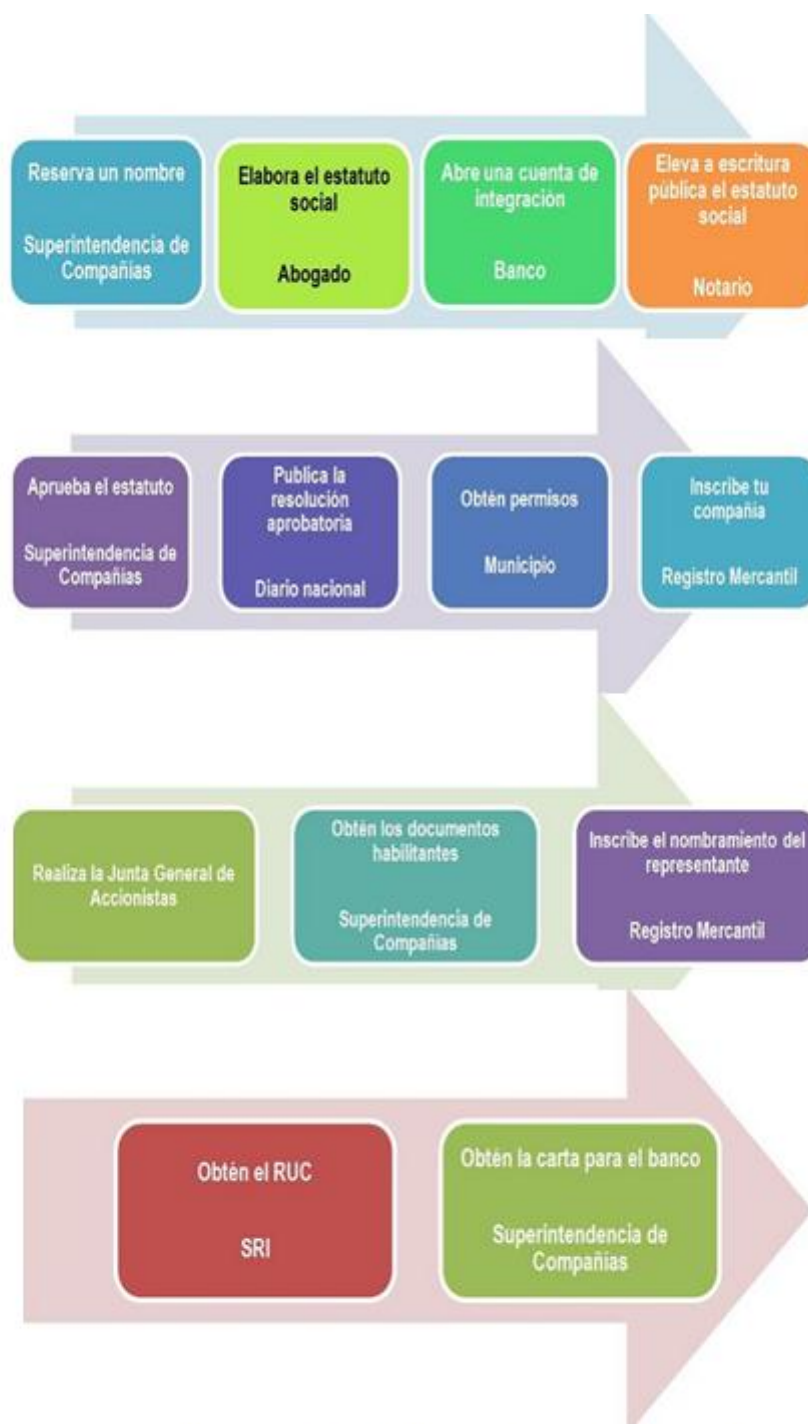 Reserva un nombre
Superintendencia de
Compañías
Elabora el estatuto
social
Abogado
Abre una cuenta de
integración
Banco
Eleva a escritura
pública el estatuto
social
Notario
Aprueba el estatuto
Superintendencia de
Compañías
Publica la
resolución
aprobatoria
Diario nacional
Obtén permisos
Municipio
Inscribe tu
compañia
Registro Mercantil
Realiza la Junta General de
Accionistas
Obtén los documentos
habilitantes
Superintendencia de
Compañías
Inscribe el nombramiento del
representante
Registro Mercantil
Obtén el RUC
SRI
Obtén la carta para el banco
Superintendencia de
Compañías